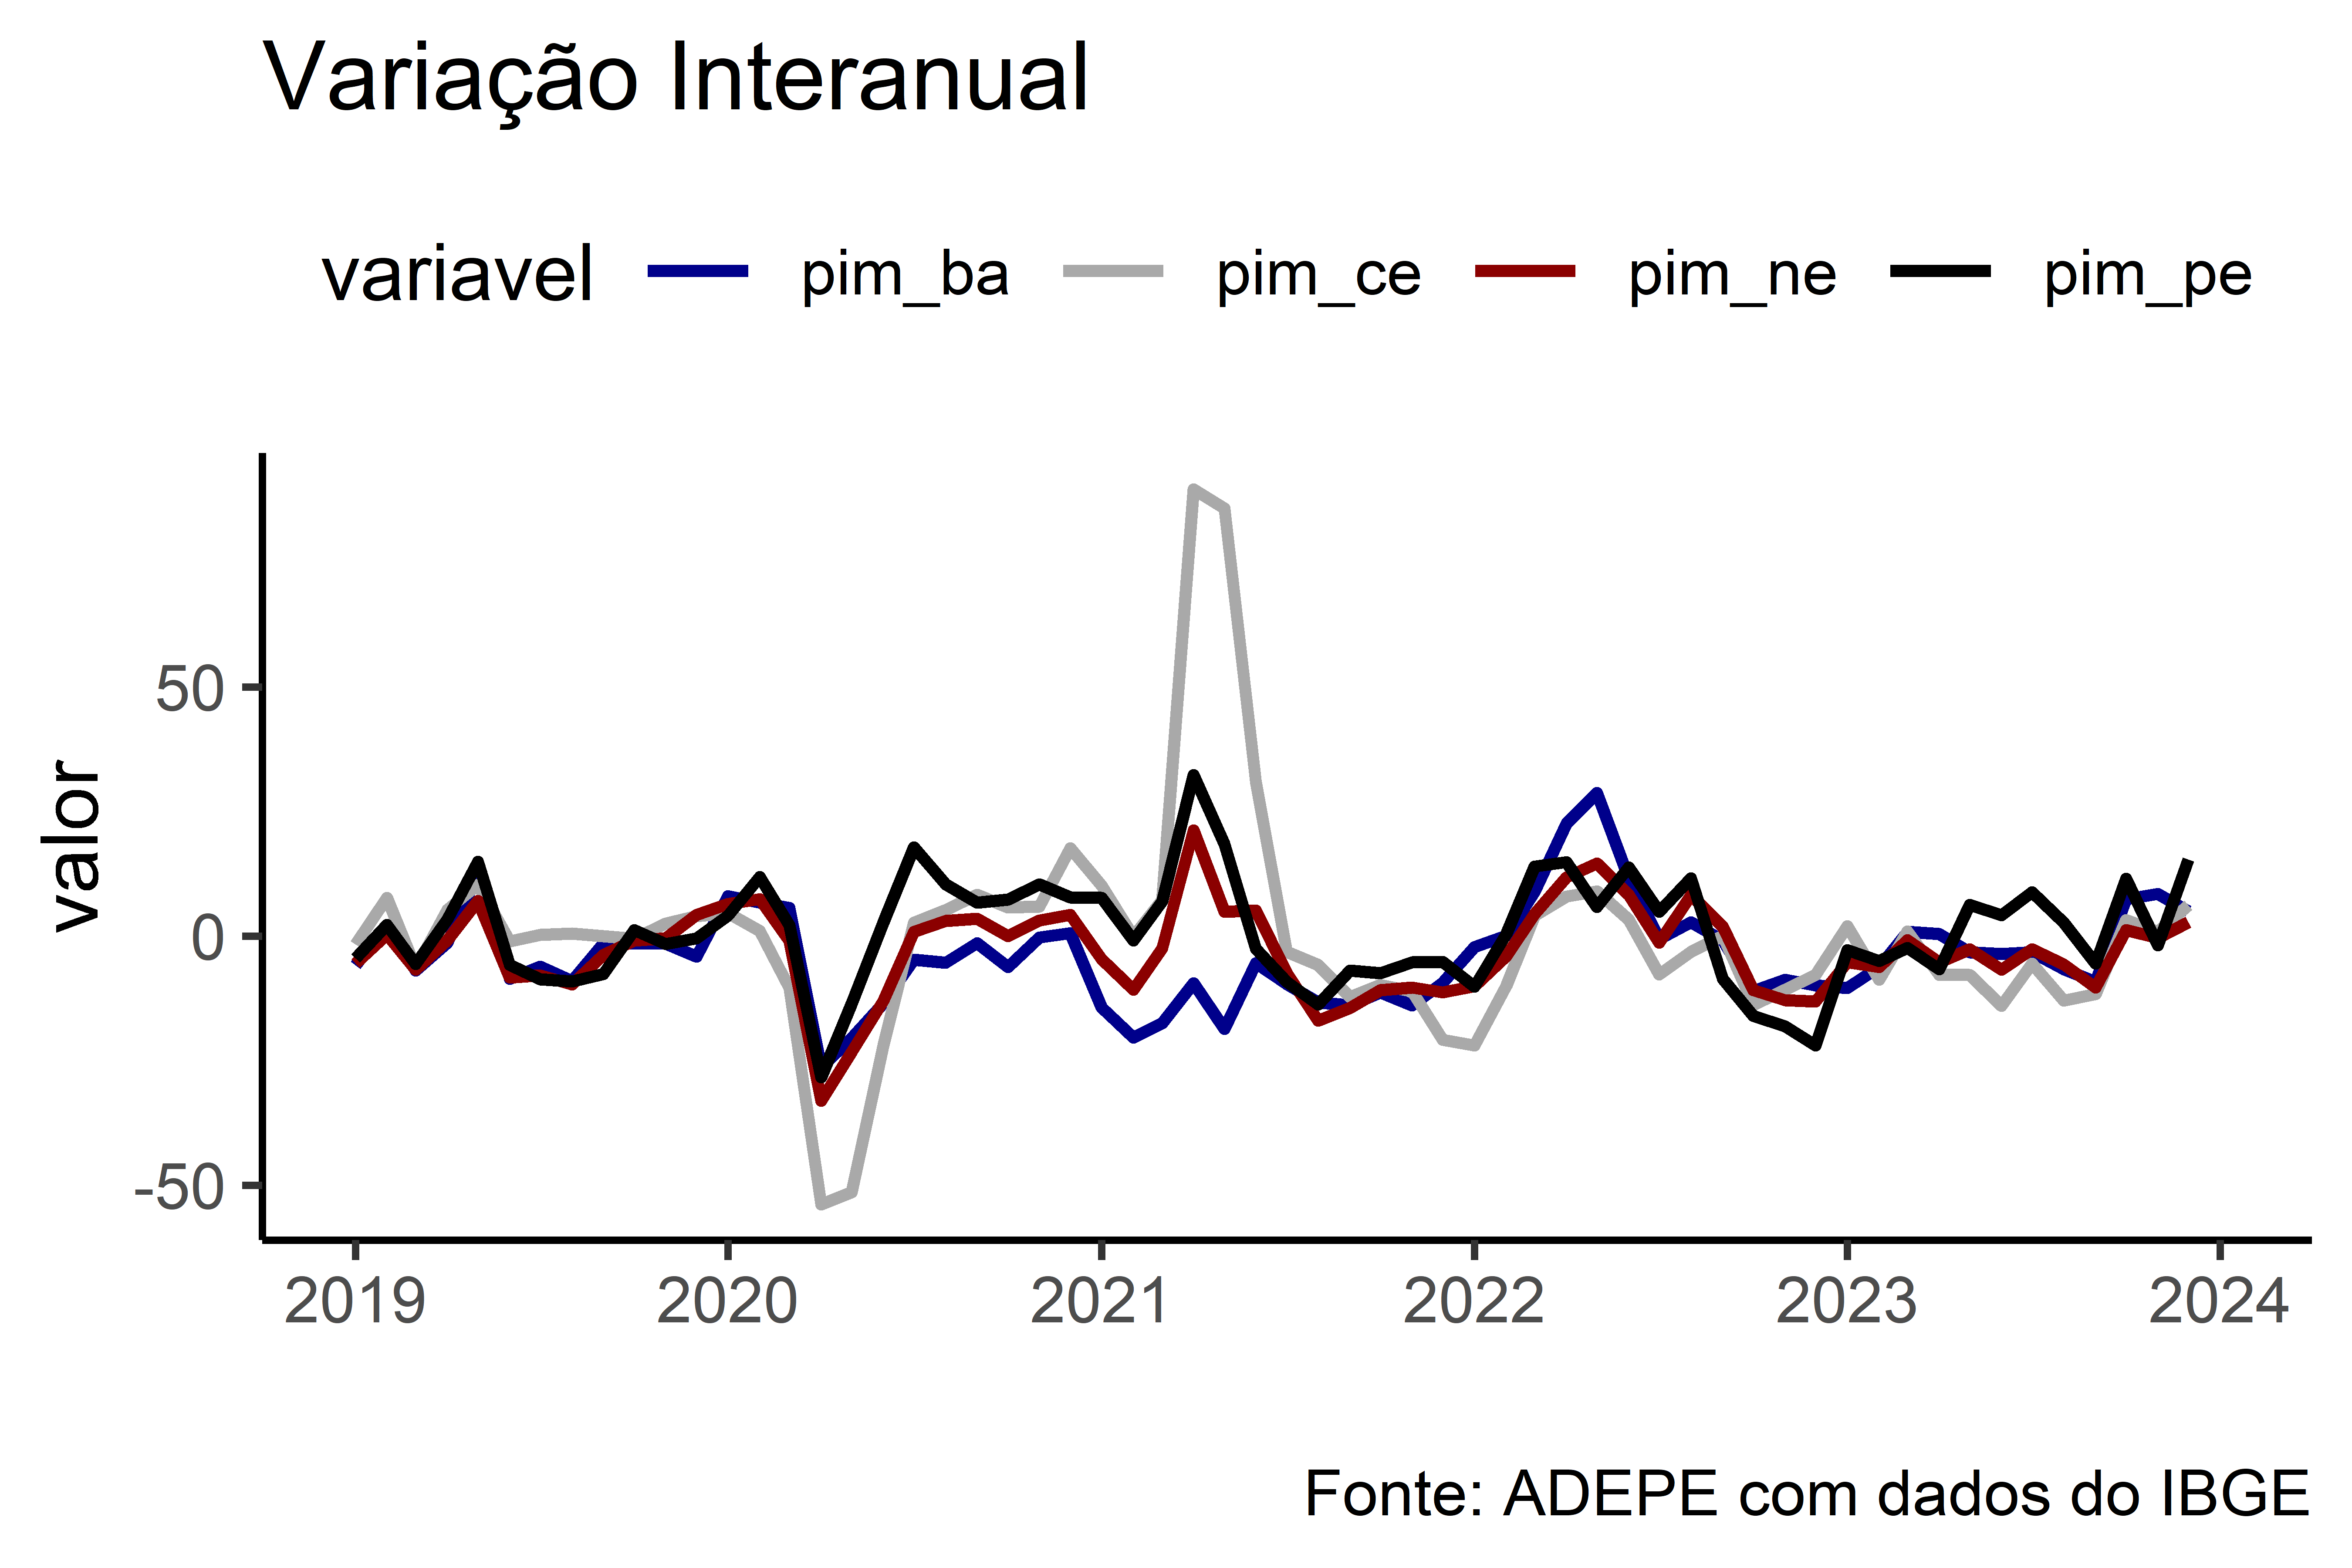 Variação Interanual
variavel pim_ba pim_ce pim_ne pim_pe
valor
50
0
-50
2019 2020 2021 2022 2023 2024
Fonte: ADEPE com dados do IBGE